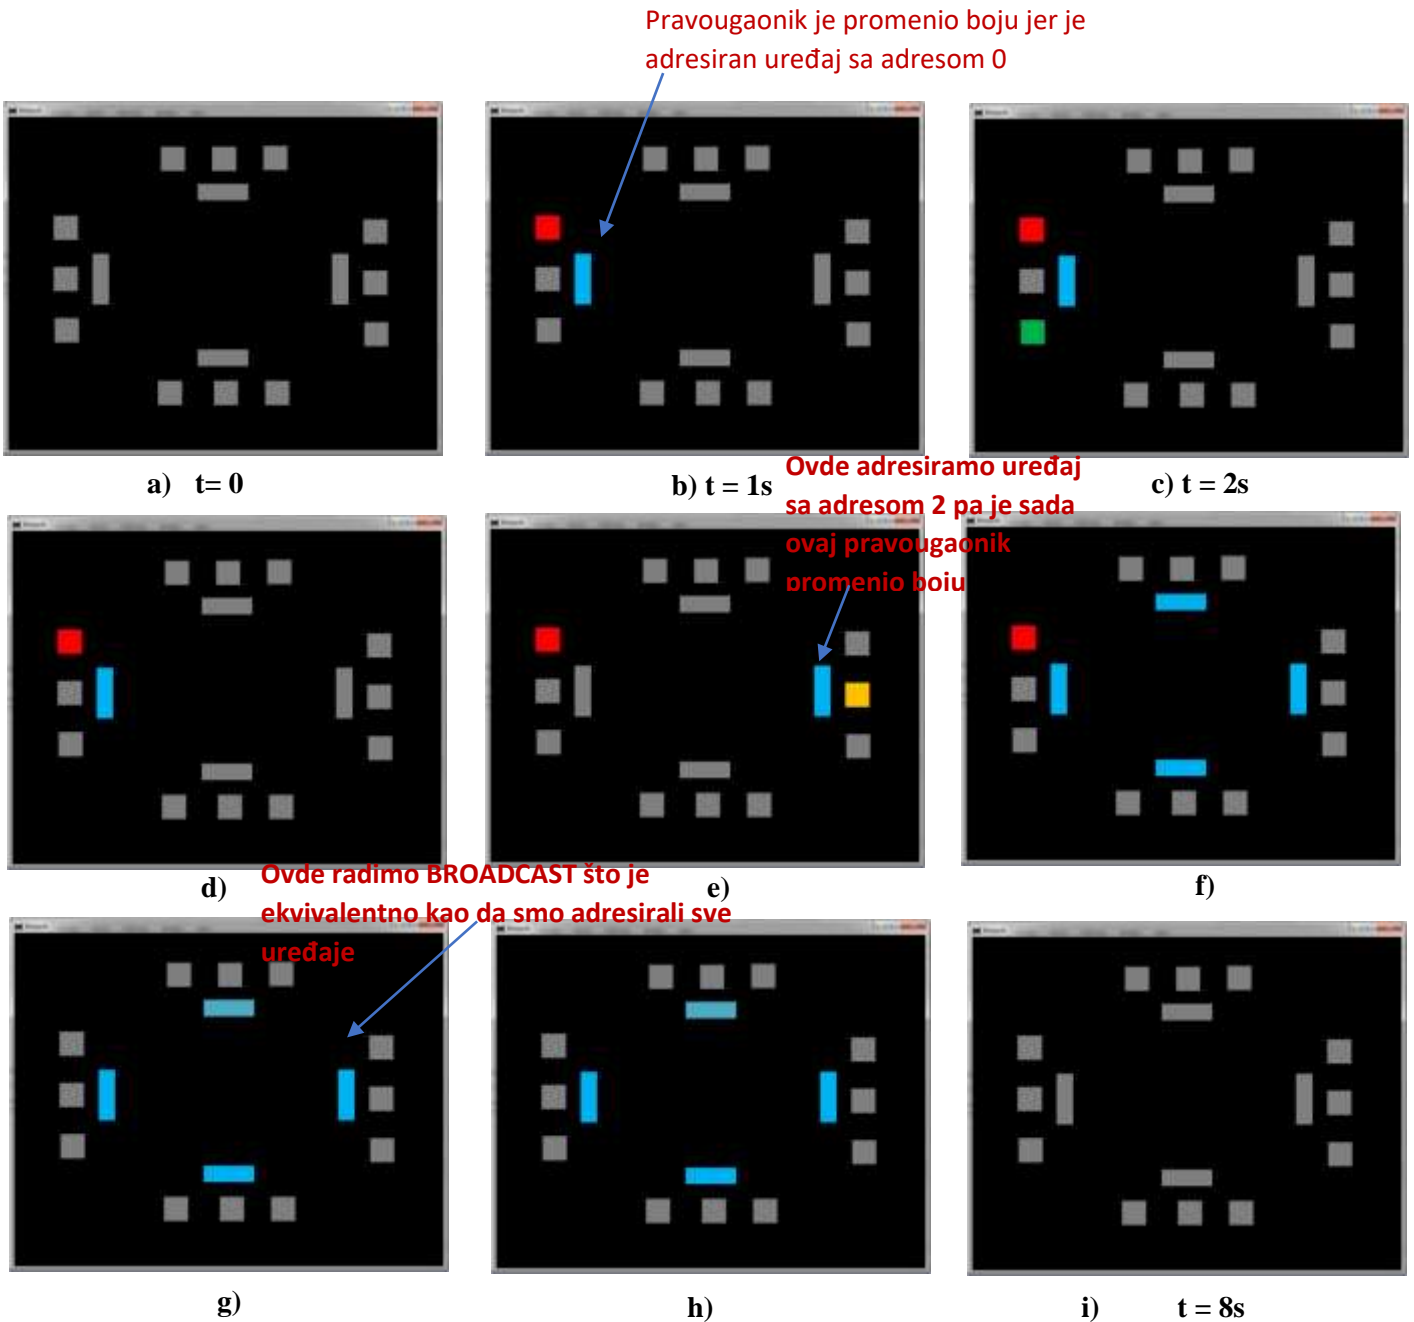 Pravougaonik je promenio boju jer je
adresiran uređaj sa adresom 0
a) t= 0
b) t = 1s
Ovde adresiramo uređaj
sa adresom 2 pa je sada
ovaj pravougaonik
promenio boju
c) t = 2s
d)
e)
f)
Ovde radimo BROADCAST što je
ekvivalentno kao da smo adresirali sve
uređaje
g)
h)
i) t = 8s